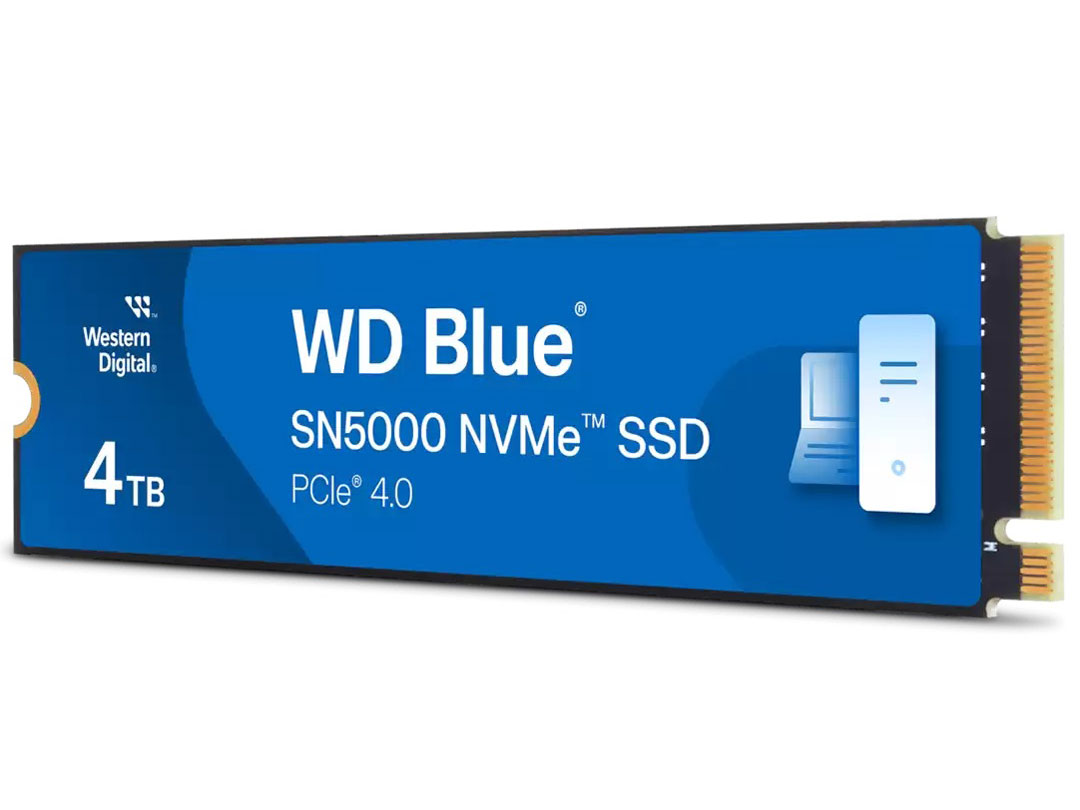 Western
Digital®
4TB
WD Blue®
SN5000 NVMe™ SSD
PCIe® 4.0
M